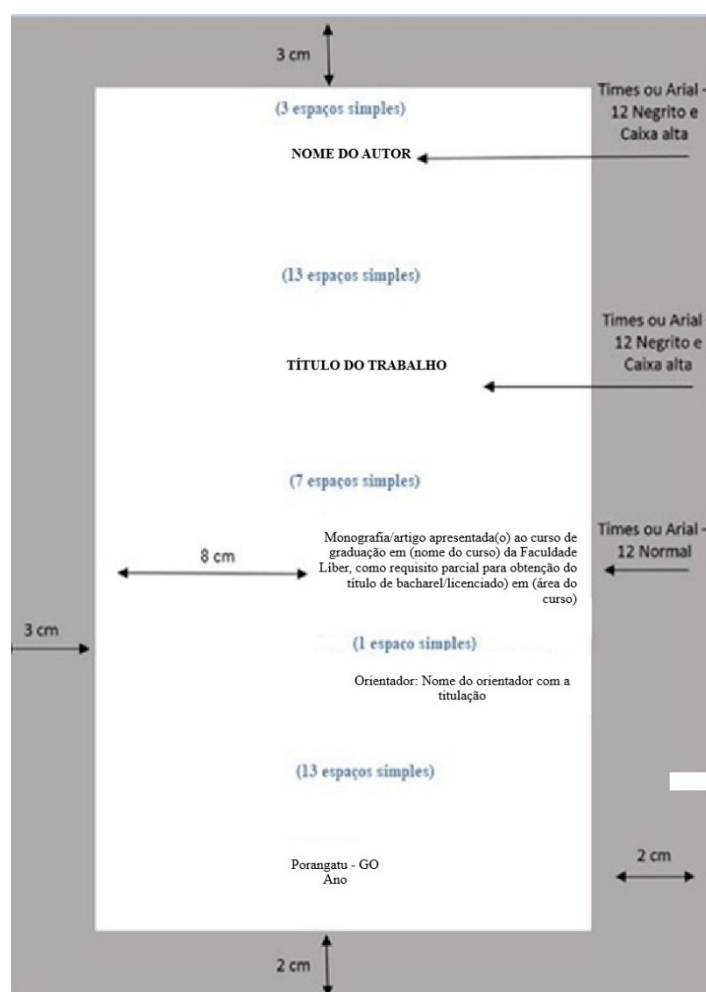 3 cm
Times ou Arial -
12 Negrito e
Caixa alta
(3 espaços simples)
NOME DO AUTOR
(13 espaços simples)
Times ou Arial
12 Negrito e
Caixa alta
TÍTULO DO TRABALHO
(7 espaços simples)
Times ou Arial -
12 Normal
Monografia/artigo apresentada(o) ao curso de
graduação em (nome do curso) da Faculdade
Liber, como requisito parcial para obtenção do
título de bacharel/licenciado) em (área do
curso)
8 cm
3 cm
(1 espaco simples)
Orientador: Nome do orientador com a
titulação
(13 espaços simples)
Porangatu - GO
Ano
2 cm
2 cm